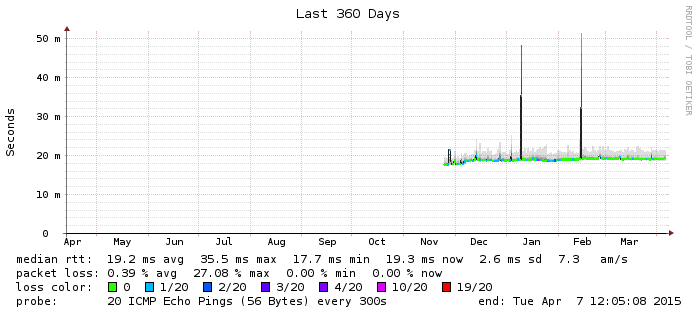 Last 360 Days
RRDTOOL / TOBI OETIKER
Seconds
50 m
40 m
30 m
20 m
10 m
0
Apr May Jun Jul Aug Sep Oct Nov Dec Jan Feb Mar
median rtt: 19.2 ms avg 35.5 ms max 17.7 ms min 19.3 ms now 2.6 ms sd 7.3 am/s
packet loss: 0.39 % avg 27.08 % max 0.00 % min 0.00 % now
loss color: 0 1/20 2/20 3/20 4/20 10/20 19/20
probe: 20 ICMP Echo Pings (56 Bytes) every 300s end: Tue Apr 7 12:05:08 2015